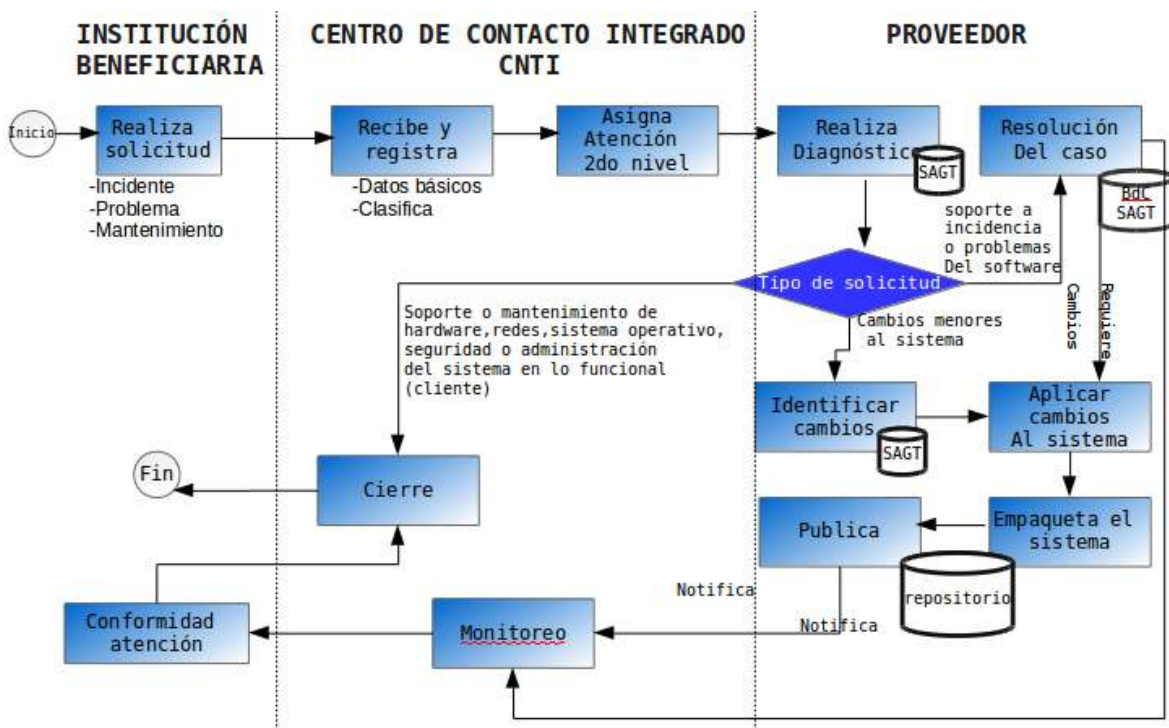 INSTITUCIÓN
BENEFICIARIA
CENTRO DE CONTACTO INTEGRADO
CNTI
PROVEEDOR
Inicio
Realiza
solicitud
-Incidente
-Problema
-Mantenimiento
Recibe y
registra
-Datos básicos
-Clasifica
Asigna
Atención
2do nivel
Realiza
Diagnóstico
SAGT
Resolución
Del caso
BdC
SAGT
soporte a
incidencia
o problemas
Del software
Tipo de solicitud
Requiere
Cambios
Soporte o mantenimiento de
hardware,redes,sistema operativo,
seguridad o administración
del sistema en lo funcional
(cliente)
Cambios menores
al sistema
Identificar
cambios
SAGT
Aplicar
cambios
Al sistema
Fin
Cierre
Publica
Empaqueta el
sistema
repositorio
Notifica
Notifica
Conformidad
atención
Monitoreo